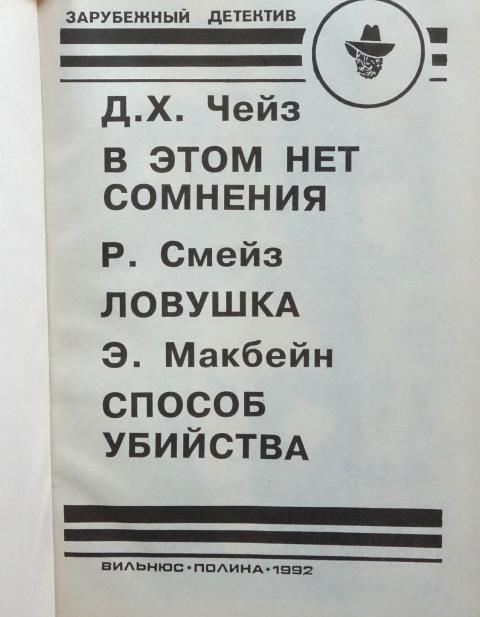 ЗАРУБЕЖНЫЙ ДЕТЕКТИВ
Д.Х. Чейз
В ЭТОМ НЕТ
СОМНЕНИЯ
Р. Смейз
ЛОВУШКА
Э. Макбейн
СПОСОБ
УБИЙСТВА
ВИЛЬНЮС•ПОЛИНА•1992